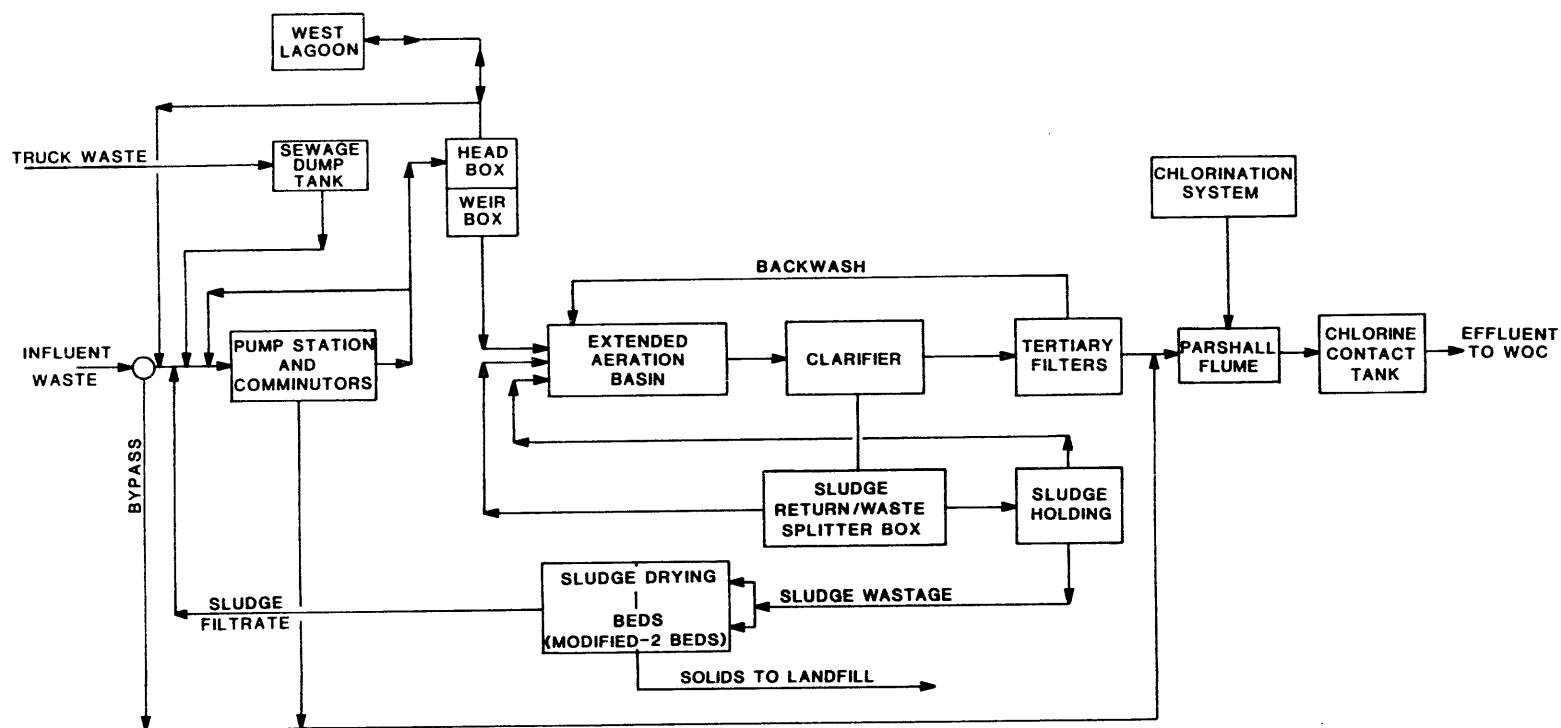 WEST
LAGOON
TRUCK WASTE
SEWAGE
DUMP
TANK
HEAD
BOX
WEIR
BOX
CHLORINATION
SYSTEM
BACKWASH
INFLUENT
WASTE
PUMP STATION
AND
COMMINUTORS
EXTENDED
AERATION
BASIN
CLARIFIER
TERTIARY
FILTERS
PARSHALL
FLUME
CHLORINE
CONTACT
TANK
EFFLUENT
TO WOC
BYPASS
SLUDGE
RETURN/WASTE
SPLITTER BOX
SLUDGE
HOLDING
SLUDGE DRYING
BEDS
(MODIFIED-2 BEDS)
SLUDGE WASTAGE
SLUDGE
FILTRATE
SOLIDS TO LANDFILL